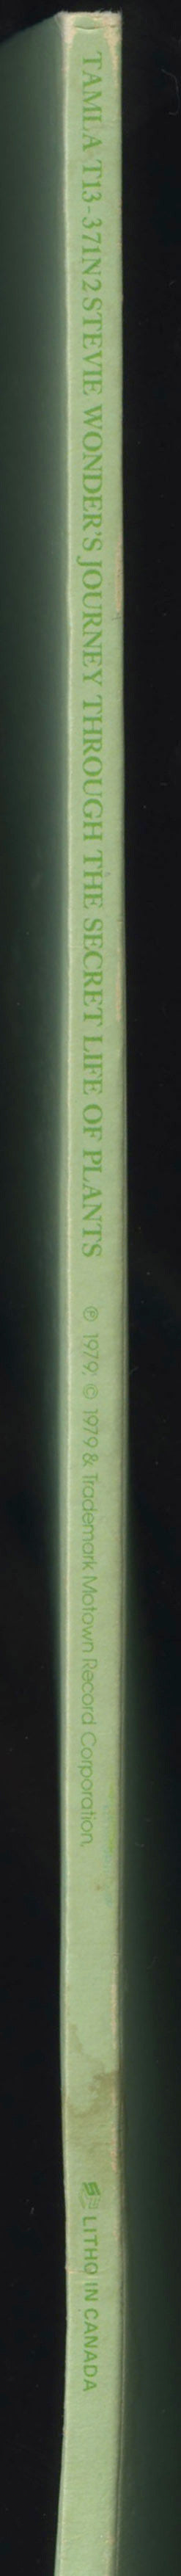 TAMLA T13-371N2 STEVIE WONDER'S JOURNEY THROUGH THE SECRET LIFE OF PLANTS ℗ 1979; © 1979 & Trademark Motown Record Corporation, LITHO IN CANADA